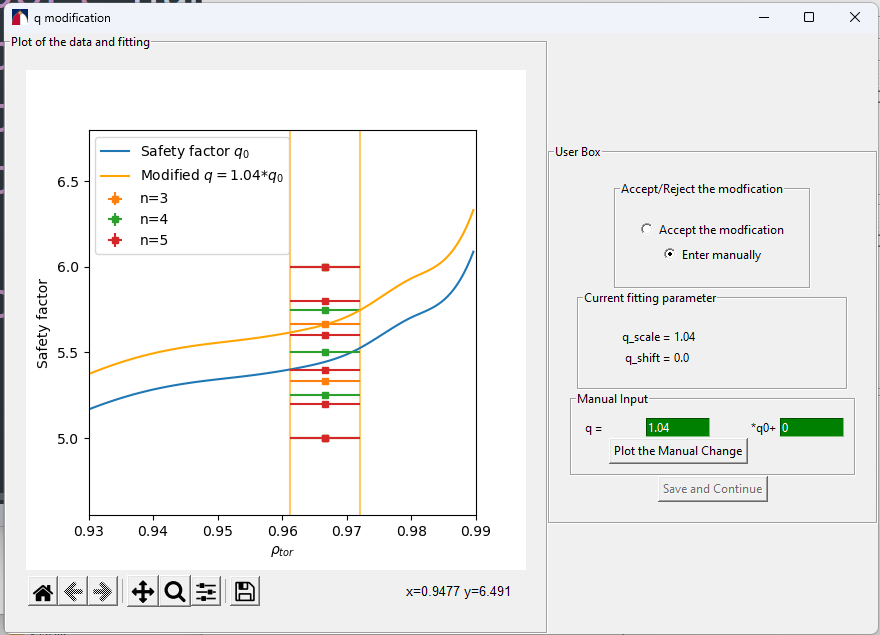 q modification
Plot of the data and fitting
Safety factor q0
Modified q = 1.04*q0
n=3
n=4
n=5
6.5
6.0
5.5
5.0
Safety factor
0.93 0.94 0.95 0.96 0.97 0.98 0.99
ρtor
x=0.9477 y=6.491
User Box
Accept/Reject the modfication
Accept the modfication
Enter manually
Current fitting parameter
q_scale = 1.04
q_shift = 0.0
Manual Input
q = 1.04 *q0+ 0
Plot the Manual Change
Save and Continue